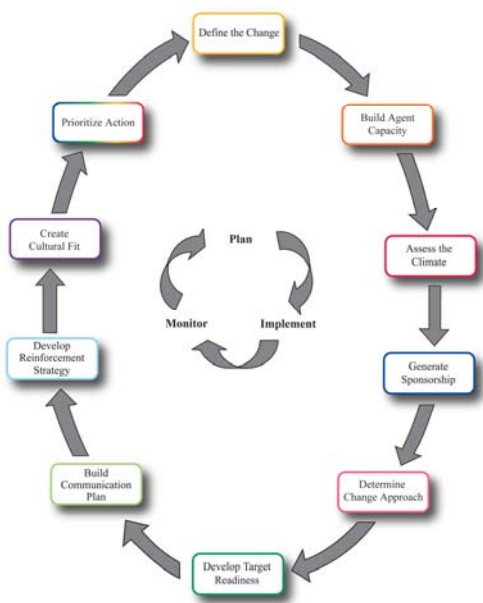 Define the Change
Build Agent
Capacity
Assess the
Climate
Generate
Sponsorship
Determine
Change Approach
Develop Target
Readiness
Build
Communication
Plan
Develop
Reinforcement
Strategy
Create
Cultural Fit
Prioritize Action
Plan
Implement
Monitor